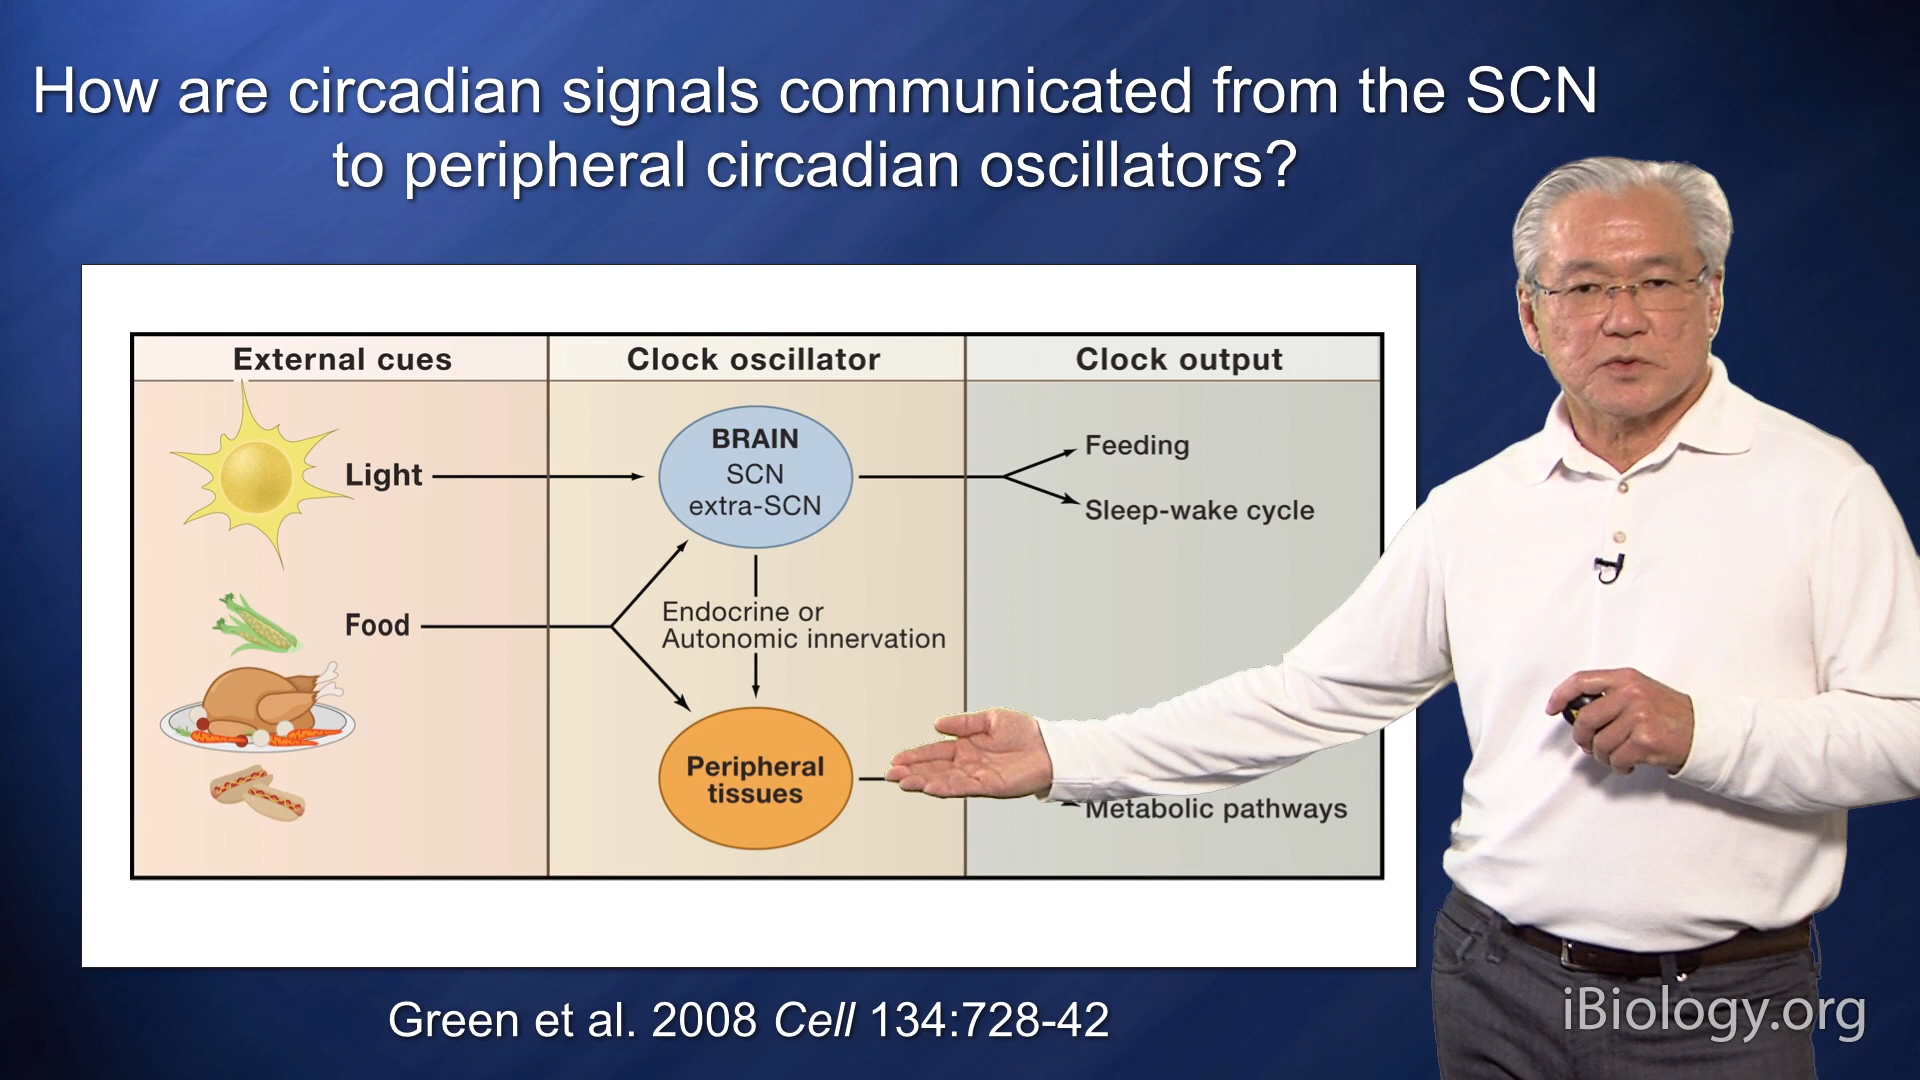 How are circadian signals communicated from the SCN
to peripheral circadian oscillators?
External cues
Clock oscillator
Clock output
Light
BRAIN
SCN
extra-SCN
Feeding
Sleep-wake cycle
Food
Endocrine or
Autonomic innervation
Peripheral
tissues
Metabolic pathways
Green et al. 2008 Cell 134:728-42
iBiology.org